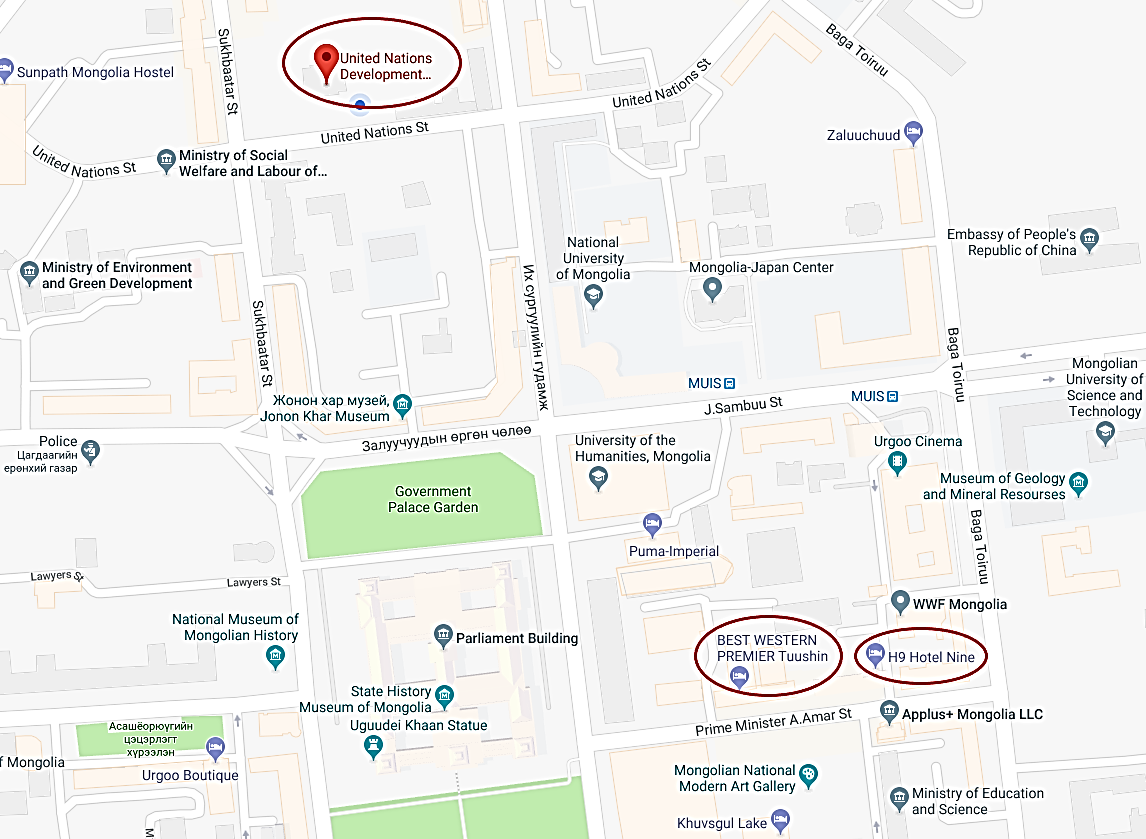 Sukhbaatar St
United Nations
Development...
Sunpath Mongolia Hostel
Baga Toiruu
United Nations St
United Nations St
United Nations St
Zaluuchuud
Ministry of Social
Welfare and Labour of...
Embassy of People's
Republic of China
National
University
of Mongolia
Ministry of Environment
and Green Development
Mongolia-Japan Center
Их сургуулийн гудамж
Sukhbaatar St
Baga Toiruu
MUIS
MUIS
Mongolian
University of
Science and
Technology
Жонон хар музей,
Jonon Khar Museum
J.Sambuu St
Залуучуудын өргөн чөлөө
Police
Цагдаагийн
ерөнхий газар
University of the
Humanities, Mongolia
Urgoo Cinema
Museum of Geology
and Mineral Resourses
Government
Palace Garden
Baga Toiruu
Puma-Imperial
Lawyers St
Lawyers St
WWF Mongolia
National Museum of
Mongolian History
Parliament Building
BEST WESTERN
PREMIER Tuushin
H9 Hotel Nine
State History
Museum of Mongolia
Uguudei Khaan Statue
Prime Minister A.Amar St
Applus+ Mongolia LLC
Асашёорюүгийн
цэцэрлэгт
хүрээлэн
f Mongolia
Urgoo Boutique
Mongolian National
Modern Art Gallery
Ministry of Education
and Science
Khuvsgul Lake